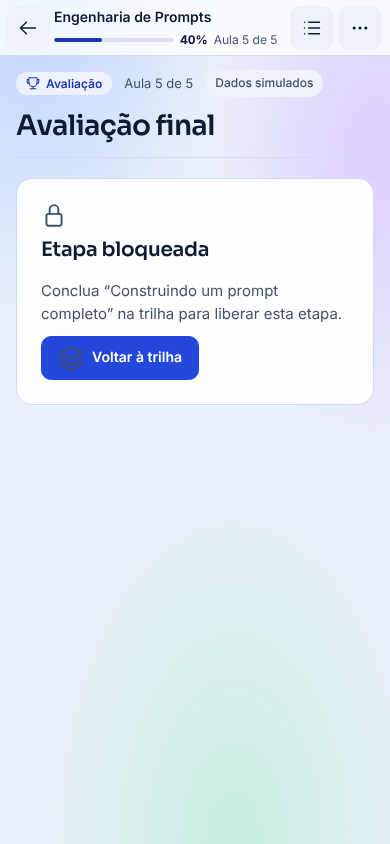 Engenharia de Prompts
40% Aula 5 de 5
Avaliação Aula 5 de 5 Dados simulados
Avaliação final
Etapa bloqueada
Conclua “Construindo um prompt
completo” na trilha para liberar esta etapa.
Voltar à trilha